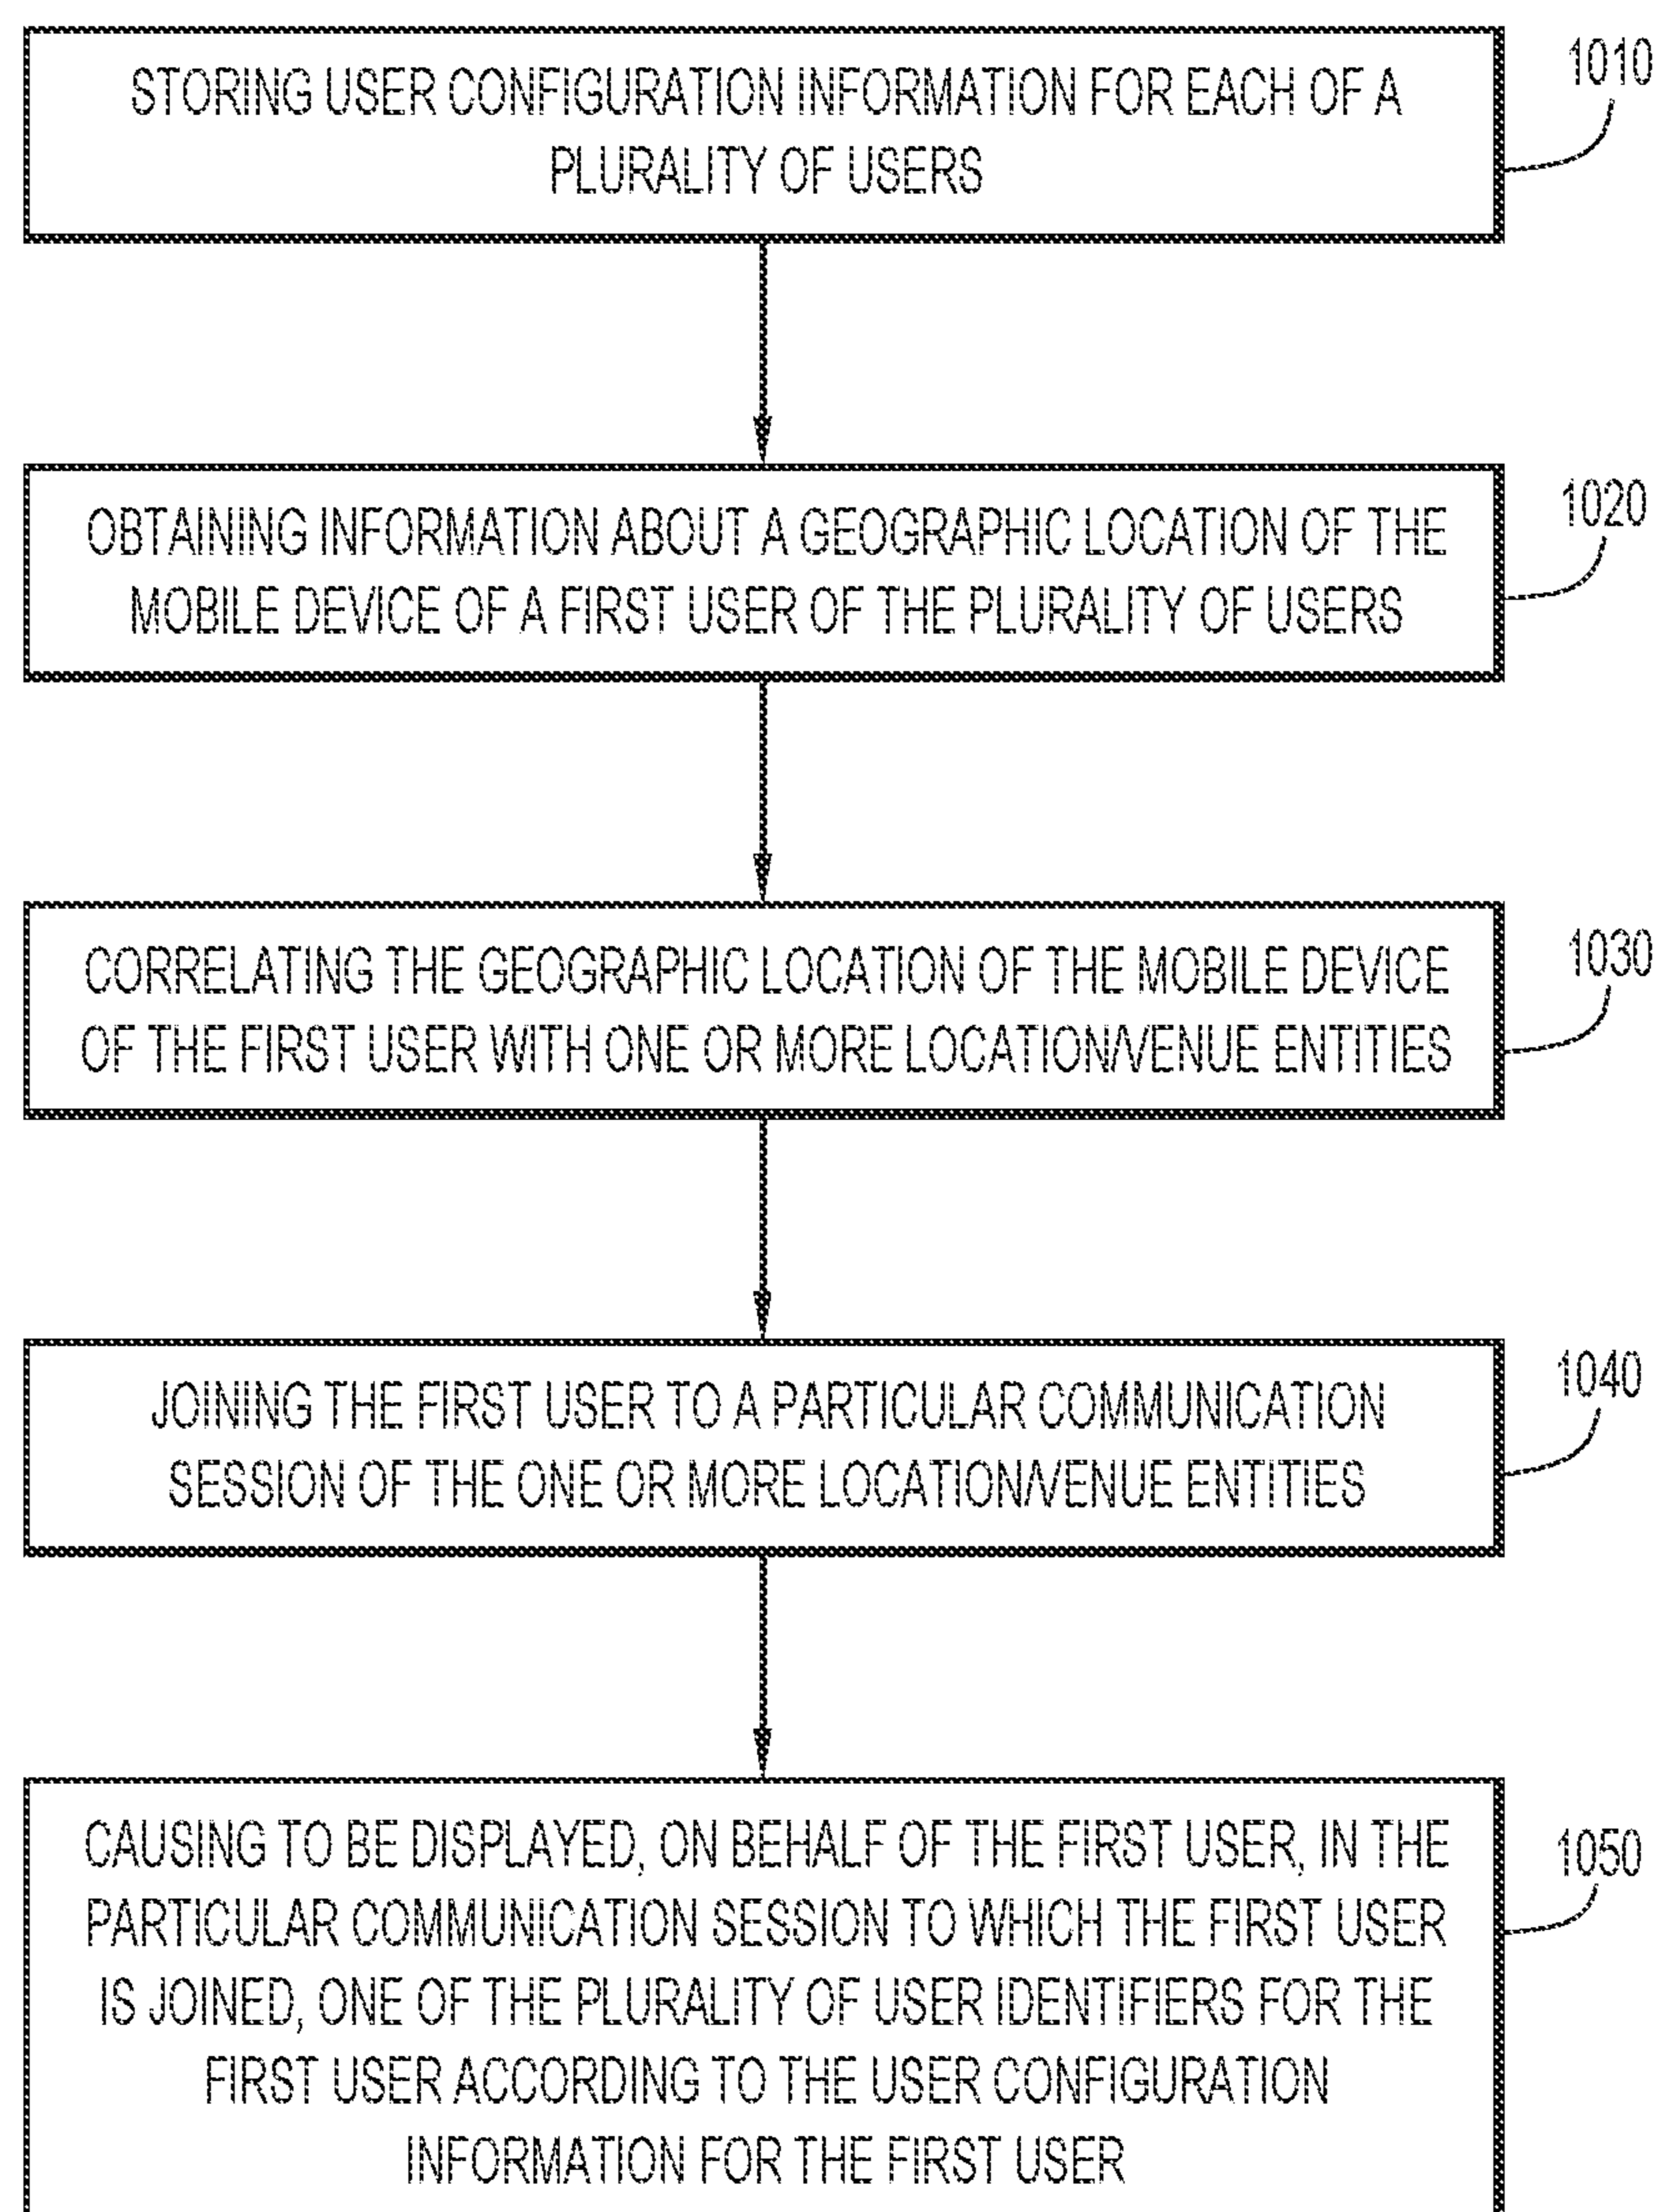 STORING USER CONFIGURATION INFORMATION FOR EACH OF A
PLURALITY OF USERS
1010
OBTAINING INFORMATION ABOUT A GEOGRAPHIC LOCATION OF THE
MOBILE DEVICE OF A FIRST USER OF THE PLURALITY OF USERS
1020
CORRELATING THE GEOGRAPHIC LOCATION OF THE MOBILE DEVICE
OF THE FIRST USER WITH ONE OR MORE LOCATION/VENUE ENTITIES
1030
JOINING THE FIRST USER TO A PARTICULAR COMMUNICATION
SESSION OF THE ONE OR MORE LOCATION/VENUE ENTITIES
1040
CAUSING TO BE DISPLAYED, ON BEHALF OF THE FIRST USER, IN THE
PARTICULAR COMMUNICATION SESSION TO WHICH THE FIRST USER
IS JOINED, ONE OF THE PLURALITY OF USER IDENTIFIERS FOR THE
FIRST USER ACCORDING TO THE USER CONFIGURATION
INFORMATION FOR THE FIRST USER
1050